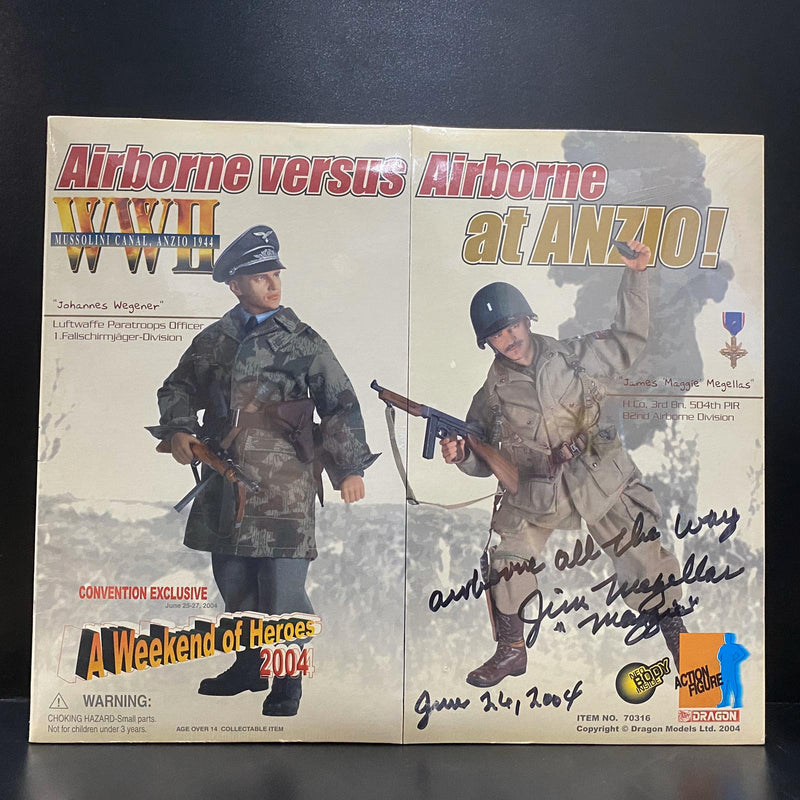 Airborne versus Airborne
at ANZIO!
WWII
MUSSOLINI CANAL, ANZIO 1944
"Johannes Wegener"
Luftwaffe Paratroops Officer
1.Fallschirmjäger-Division
"James "Maggie" Megellas"
H Co, 3rd Bn, 504th PIR
82nd Airborne Division
airborne all the way
Jim Megellas
"Maggie"
June 26, 2004
CONVENTION EXCLUSIVE
June 25-27, 2004
A Weekend of Heroes
2004
WARNING:
CHOKING HAZARD-Small parts.
Not for children under 3 years.
AGE OVER 14 COLLECTABLE ITEM
NEO
BODY
INSIDE
ACTION
FIGURE
ITEM NO. 70316
DRAGON
Copyright © Dragon Models Ltd. 2004